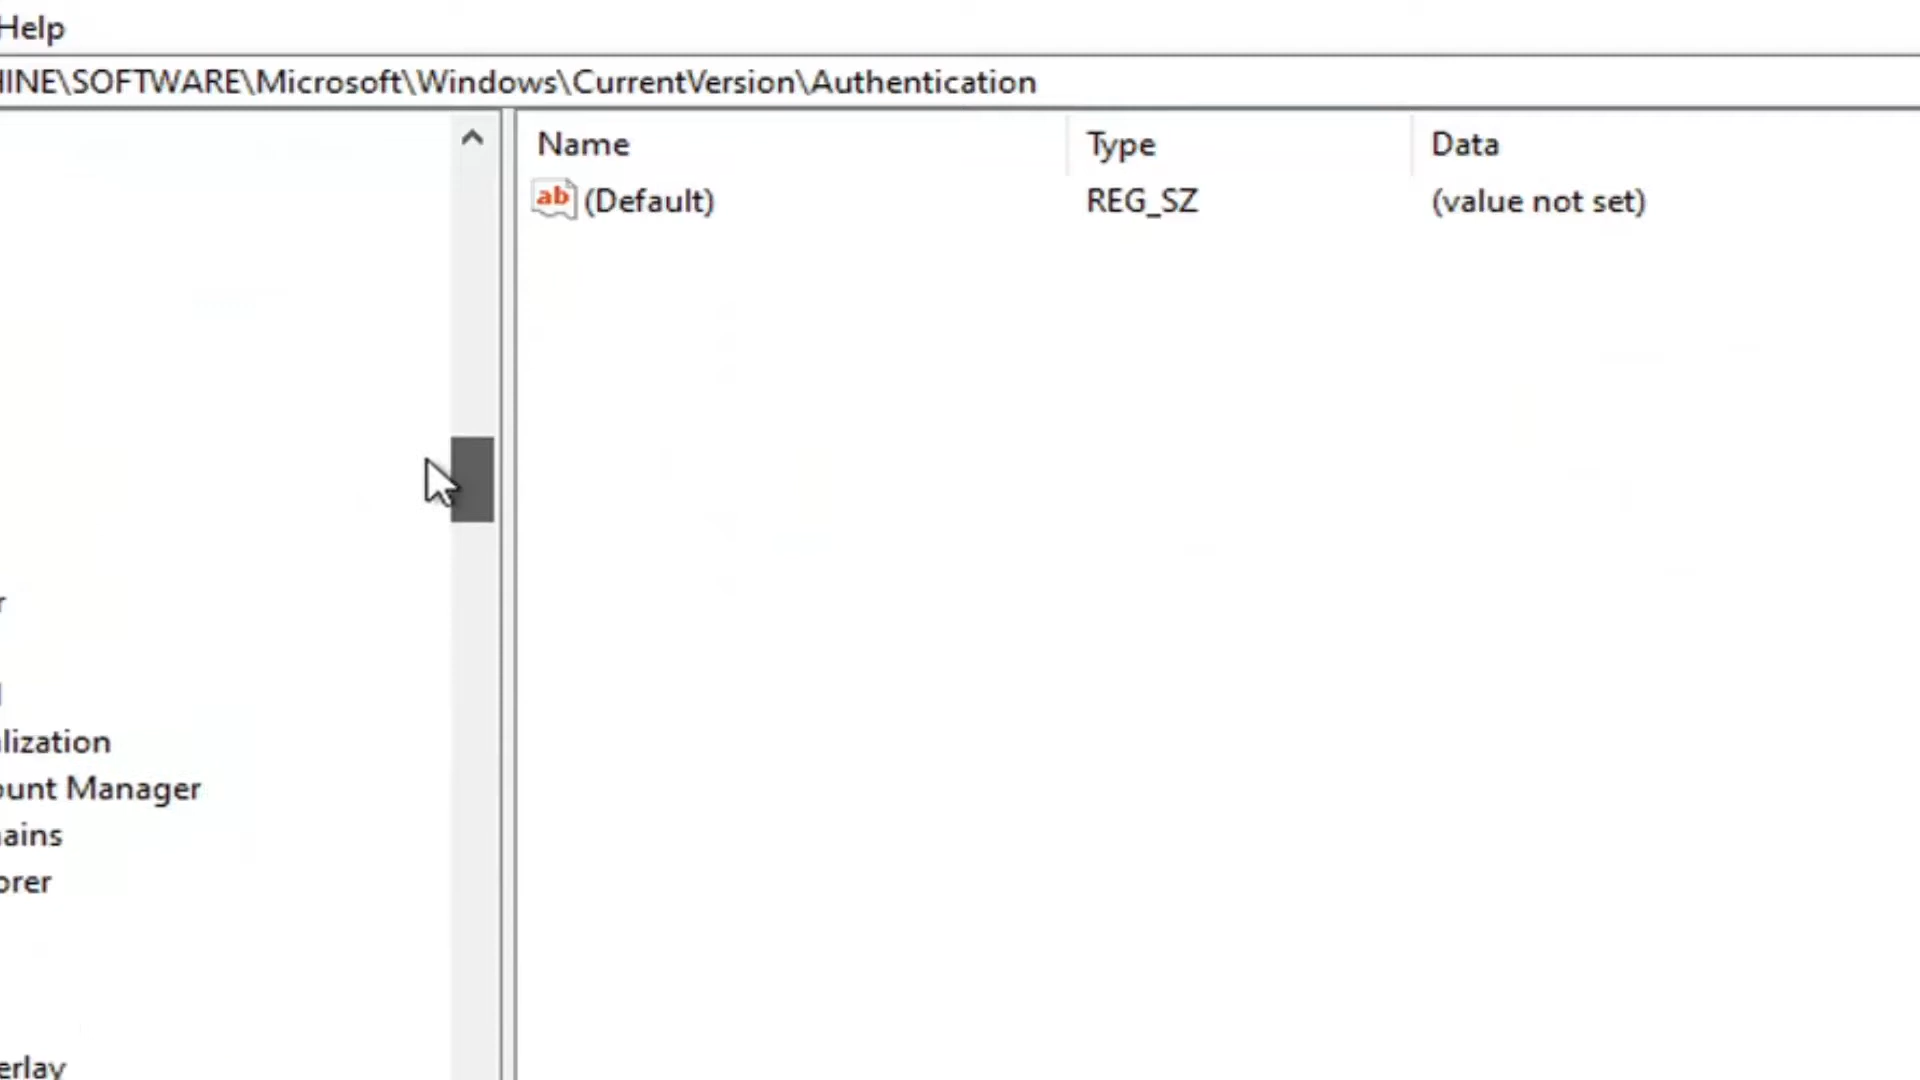 Help
HINE\SOFTWARE\Microsoft\Windows\CurrentVersion\Authentication
Name Type Data
ab (Default) REG_SZ (value not set)
r
lization
ount Manager
ains
orer
erlay